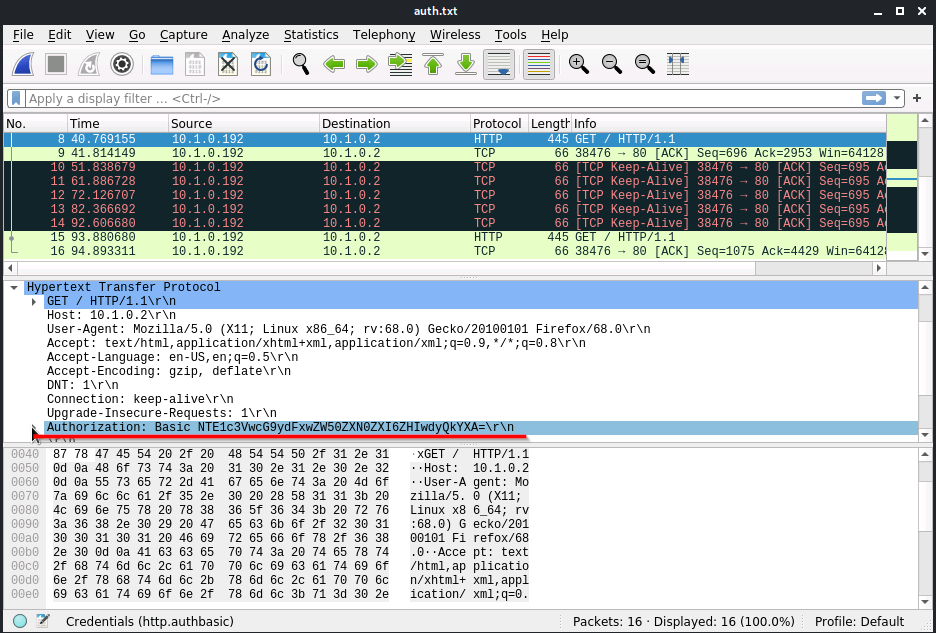 auth.txt
File Edit View Go Capture Analyze Statistics Telephony Wireless Tools Help
Apply a display filter ... <Ctrl-/>
No. Time Source Destination Protocol Length Info
8 40.769155 10.1.0.192 10.1.0.2 HTTP 445 GET / HTTP/1.1
9 41.814149 10.1.0.192 10.1.0.2 TCP 66 38476 → 80 [ACK] Seq=696 Ack=2953 Win=64128
10 51.838679 10.1.0.192 10.1.0.2 TCP 66 [TCP Keep-Alive] 38476 → 80 [ACK] Seq=695 A
11 61.886728 10.1.0.192 10.1.0.2 TCP 66 [TCP Keep-Alive] 38476 → 80 [ACK] Seq=695 A
12 72.126707 10.1.0.192 10.1.0.2 TCP 66 [TCP Keep-Alive] 38476 → 80 [ACK] Seq=695 A
13 82.366692 10.1.0.192 10.1.0.2 TCP 66 [TCP Keep-Alive] 38476 → 80 [ACK] Seq=695 A
14 92.606680 10.1.0.192 10.1.0.2 TCP 66 [TCP Keep-Alive] 38476 → 80 [ACK] Seq=695 A
15 93.880680 10.1.0.192 10.1.0.2 HTTP 445 GET / HTTP/1.1
16 94.893311 10.1.0.192 10.1.0.2 TCP 66 38476 → 80 [ACK] Seq=1075 Ack=4429 Win=6412
Hypertext Transfer Protocol
GET / HTTP/1.1\r\n
Host: 10.1.0.2\r\n
User-Agent: Mozilla/5.0 (X11; Linux x86_64; rv:68.0) Gecko/20100101 Firefox/68.0\r\n
Accept: text/html,application/xhtml+xml,application/xml;q=0.9,*/*;q=0.8\r\n
Accept-Language: en-US,en;q=0.5\r\n
Accept-Encoding: gzip, deflate\r\n
DNT: 1\r\n
Connection: keep-alive\r\n
Upgrade-Insecure-Requests: 1\r\n
Authorization: Basic NTE1c3VwcG9ydFxwZW50ZXN0ZXI6ZHIwdyQkYXA=\r\n
\r\n
0040 87 78 47 45 54 20 2f 20 48 54 54 50 2f 31 2e 31 ·xGET / HTTP/1.1
0050 0d 0a 48 6f 73 74 3a 20 31 30 2e 31 2e 30 2e 32 ··Host: 10.1.0.2
0060 0d 0a 55 73 65 72 2d 41 67 65 6e 74 3a 20 4d 6f ··User-A gent: Mo
0070 7a 69 6c 6c 61 2f 35 2e 30 20 28 58 31 31 3b 20 zilla/5. 0 (X11;
0080 4c 69 6e 75 78 20 78 38 36 5f 36 34 3b 20 72 76 Linux x8 6_64; rv
0090 3a 36 38 2e 30 29 20 47 65 63 6b 6f 2f 32 30 31 :68.0) G ecko/201
00a0 30 30 31 30 31 20 46 69 72 65 66 6f 78 2f 36 38 00101 Fi refox/68
00b0 2e 30 0d 0a 41 63 63 65 70 74 3a 20 74 65 78 74 .0··Acce pt: text
00c0 2f 68 74 6d 6c 2c 61 70 70 6c 69 63 61 74 69 6f /html,ap plicatio
00d0 6e 2f 78 68 74 6d 6c 2b 78 6d 6c 2c 61 70 70 6c n/xhtml+ xml,appl
00e0 69 63 61 74 69 6f 6e 2f 78 6d 6c 3b 71 3d 30 2e ication/ xml;q=0.
Credentials (http.authbasic) Packets: 16 · Displayed: 16 (100.0%) Profile: Default